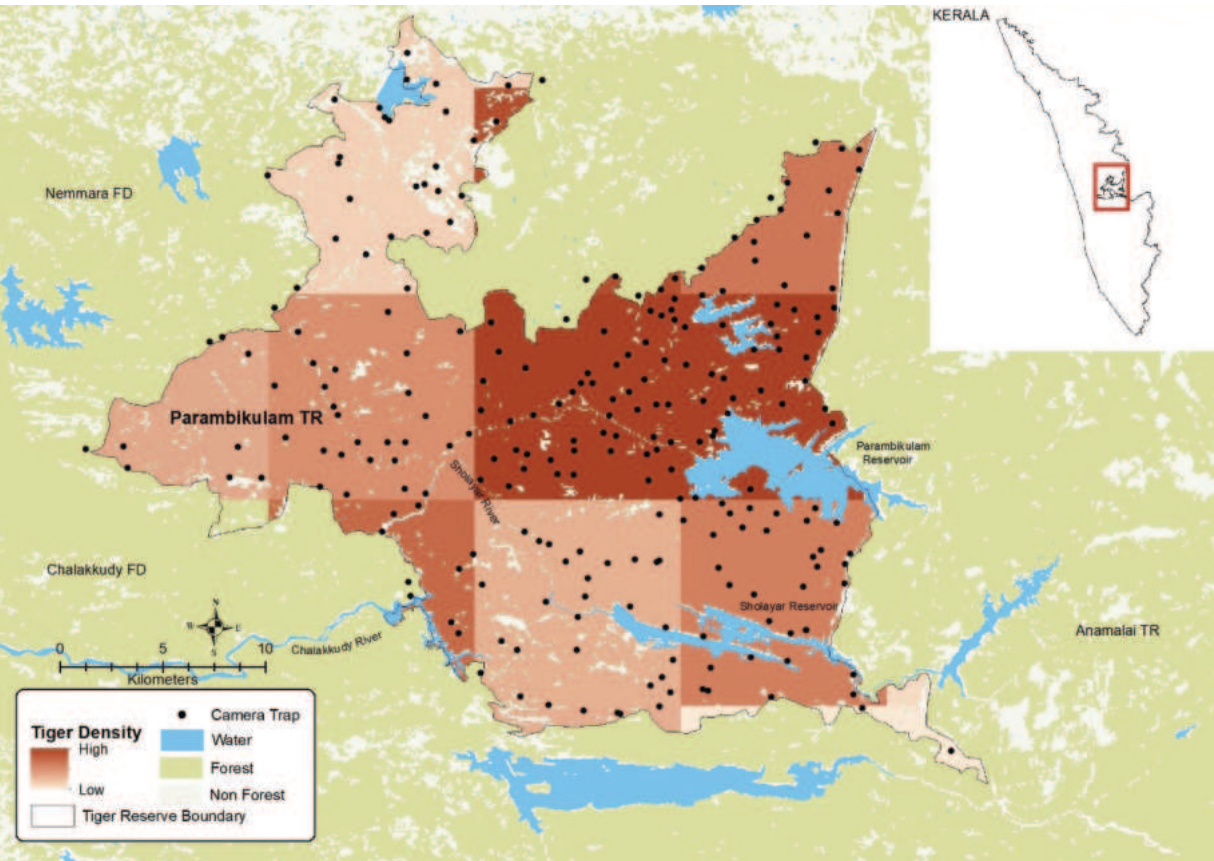 KERALA
Nemmara FD
Parambikulam TR
Parambikulam
Reservoir
Sholayar River
Chalakkudy FD
Sholayar Reservoir
N
W E
S
Chalakkudy River
Anamalai TR
0 5 10
Kilometers
Tiger Density
High
Low
Camera Trap
Water
Forest
Non Forest
Tiger Reserve Boundary